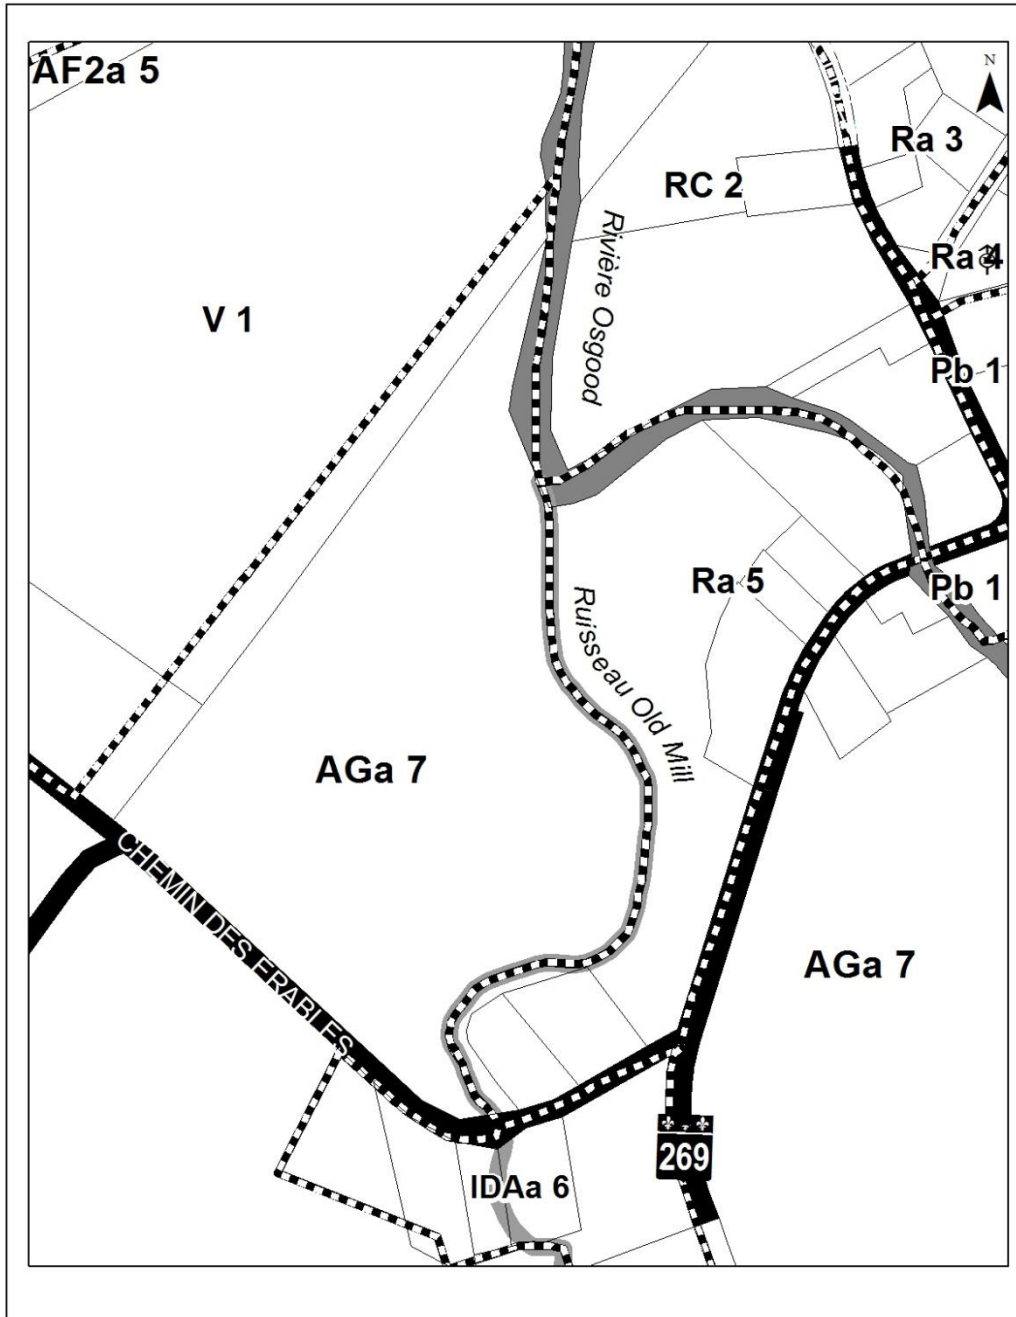 N
AF2a 5
Ra 3
RC 2
Ra 4
Rivière Osgood
V 1
Pb 1
Ra 5
Pb 1
Ruisseau Old Mill
AGa 7
CHEMIN DES ERABLES
AGa 7
269
IDAa 6